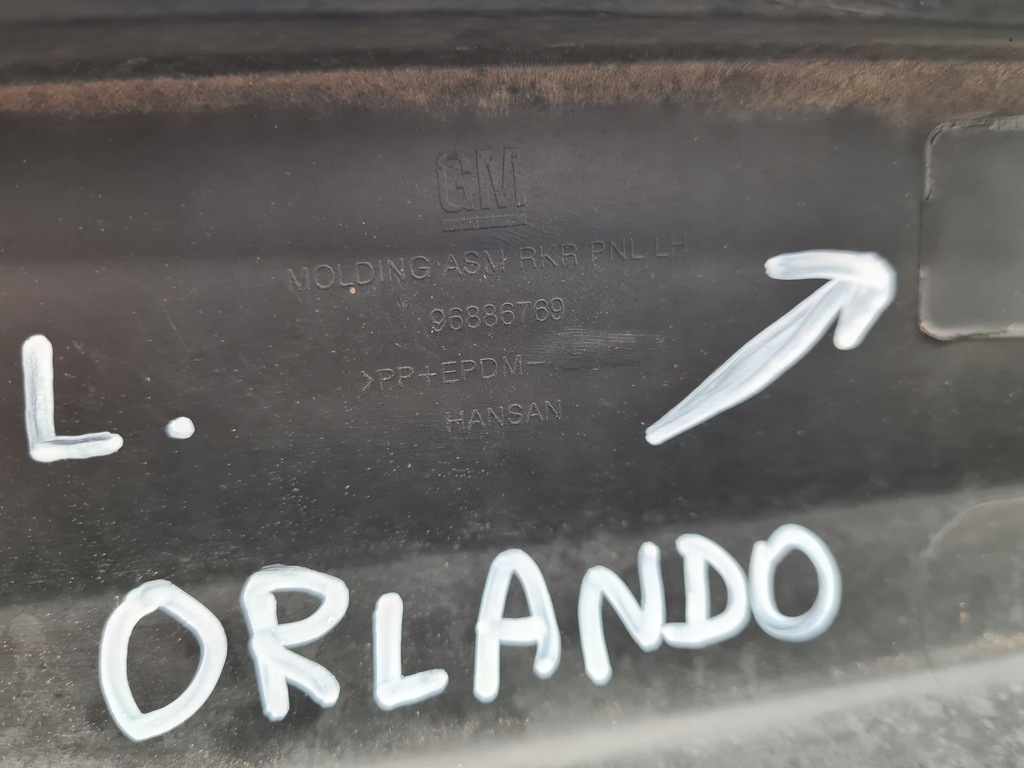 GM
MOLDING ASM RKR PNL LH
96886769
>PP+EPDM-
HANSAN
L.
ORLANDO